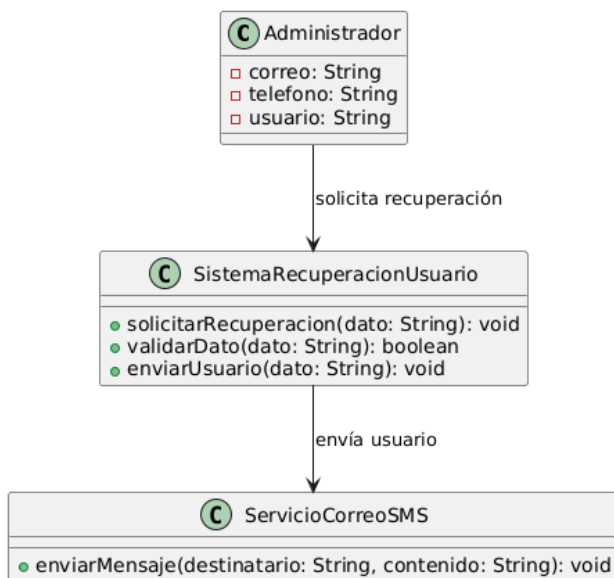 C Administrador
correo: String
telefono: String
usuario: String
solicita recuperación
C SistemaRecuperacionUsuario
solicitarRecuperacion(dato: String): void
validarDato(dato: String): boolean
enviarUsuario(dato: String): void
envía usuario
C ServicioCorreoSMS
enviarMensaje(destinatario: String, contenido: String): void